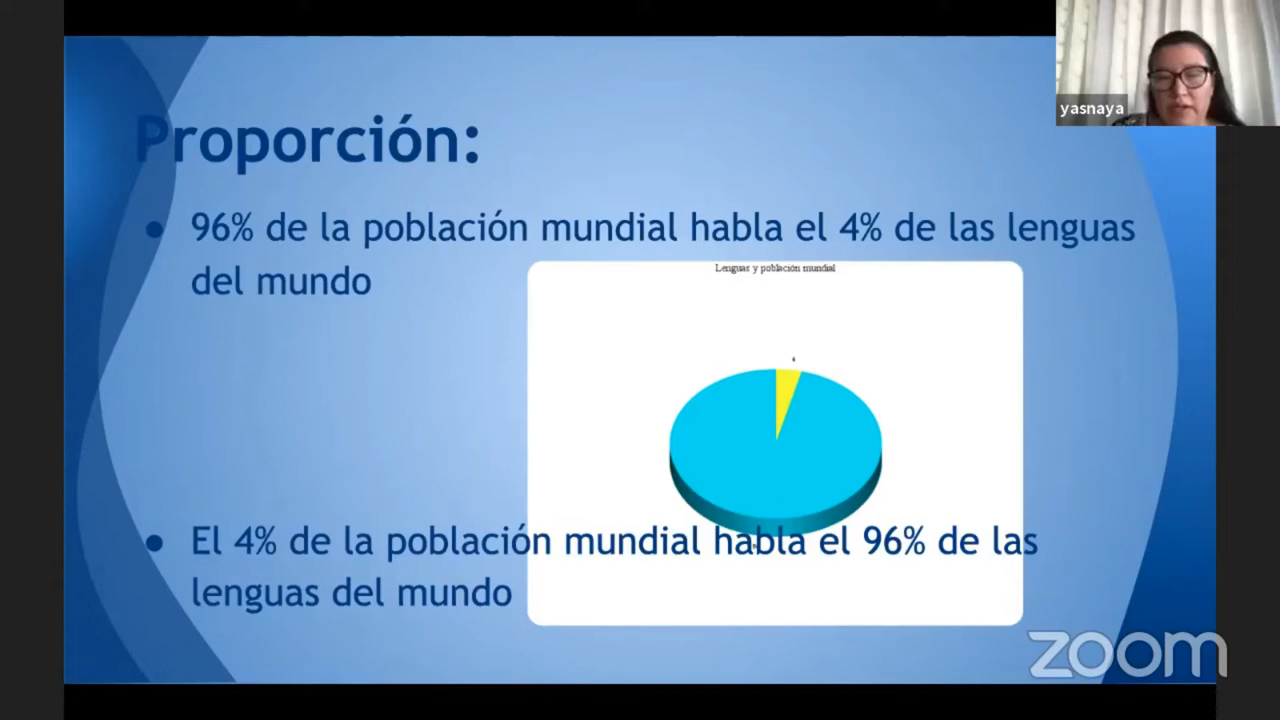 yasnaya
Proporción:
● 96% de la población mundial habla el 4% de las lenguas
del mundo
Lenguas y población mundial
4
● El 4% de la población mundial habla el 96% de las
lenguas del mundo
zoom